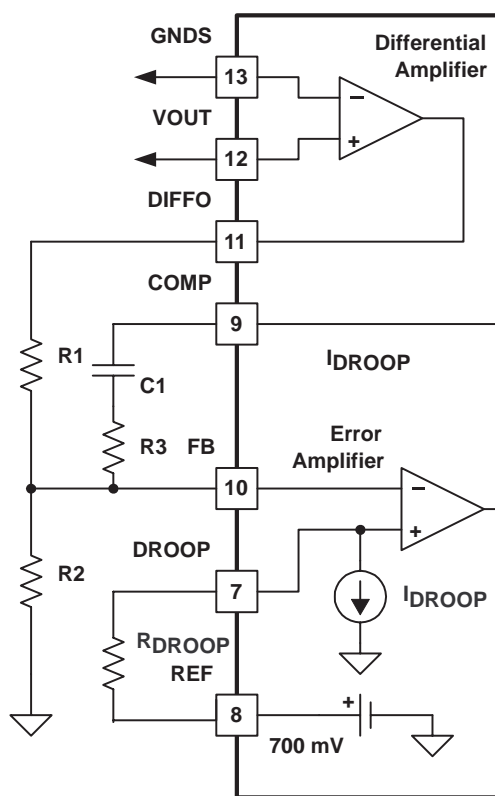 GNDS
Differential
Amplifier
13
−
VOUT
+
12
DIFFO
11
COMP
9
R1
IDROOP
C1
Error
Amplifier
R3
FB
10
−
+
DROOP
R2
7
IDROOP
RDROOP
REF
+
8
700 mV